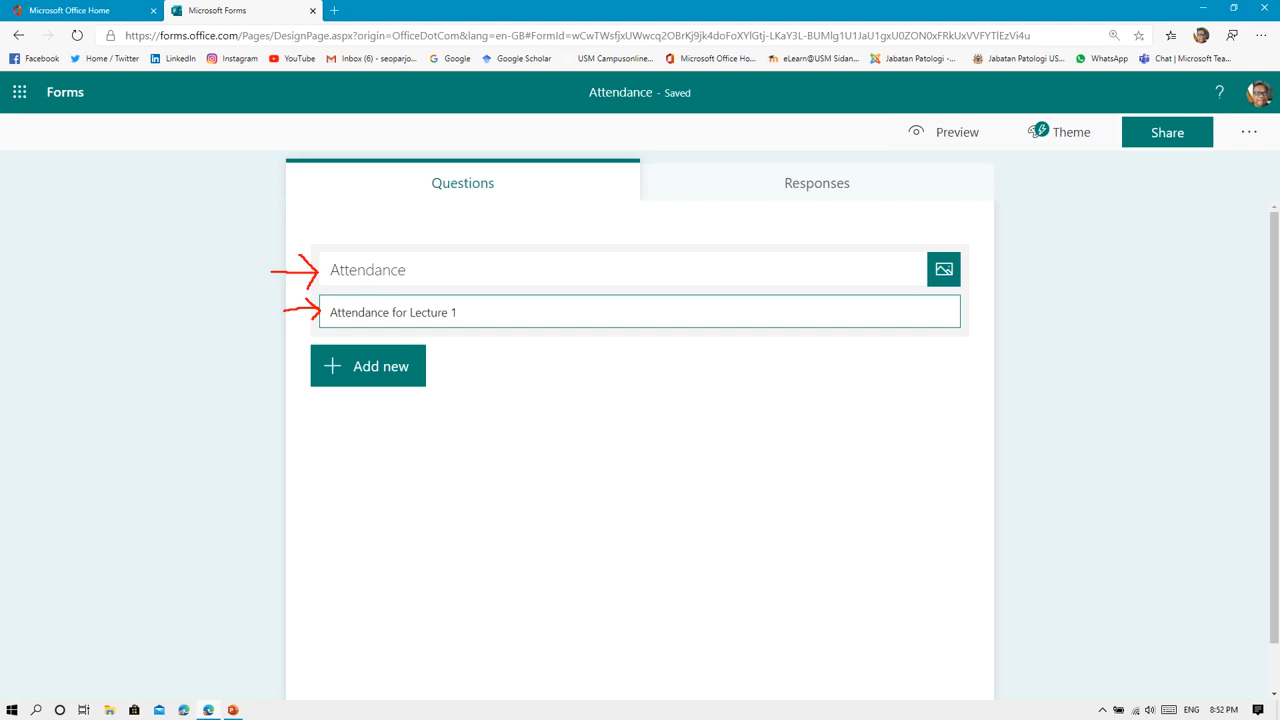 Microsoft Office Home
Microsoft Forms
https://forms.office.com/Pages/DesignPage.aspx?origin=OfficeDotCom&lang=en-GB#FormId=wCwTWsfjxUWwcq2OBrKj9jk4doFoXYlGtj-LKaY3L-BUMlg1U1JaU1gxU0ZON0xFRkUxVVFYTlEzVi4u
Facebook Home / Twitter LinkedIn Instagram YouTube Inbox (6) - seoparjo... Google Google Scholar USM Campusonline,... Microsoft Office Ho... eLearn@USM Sidan... Jabatan Patologi -... Jabatan Patologi US... WhatsApp Chat | Microsoft Tea...
Forms
Attendance - Saved
?
Preview
Theme
Share
Questions
Responses
Attendance
Attendance for Lecture 1
Add new
ENG 8:52 PM